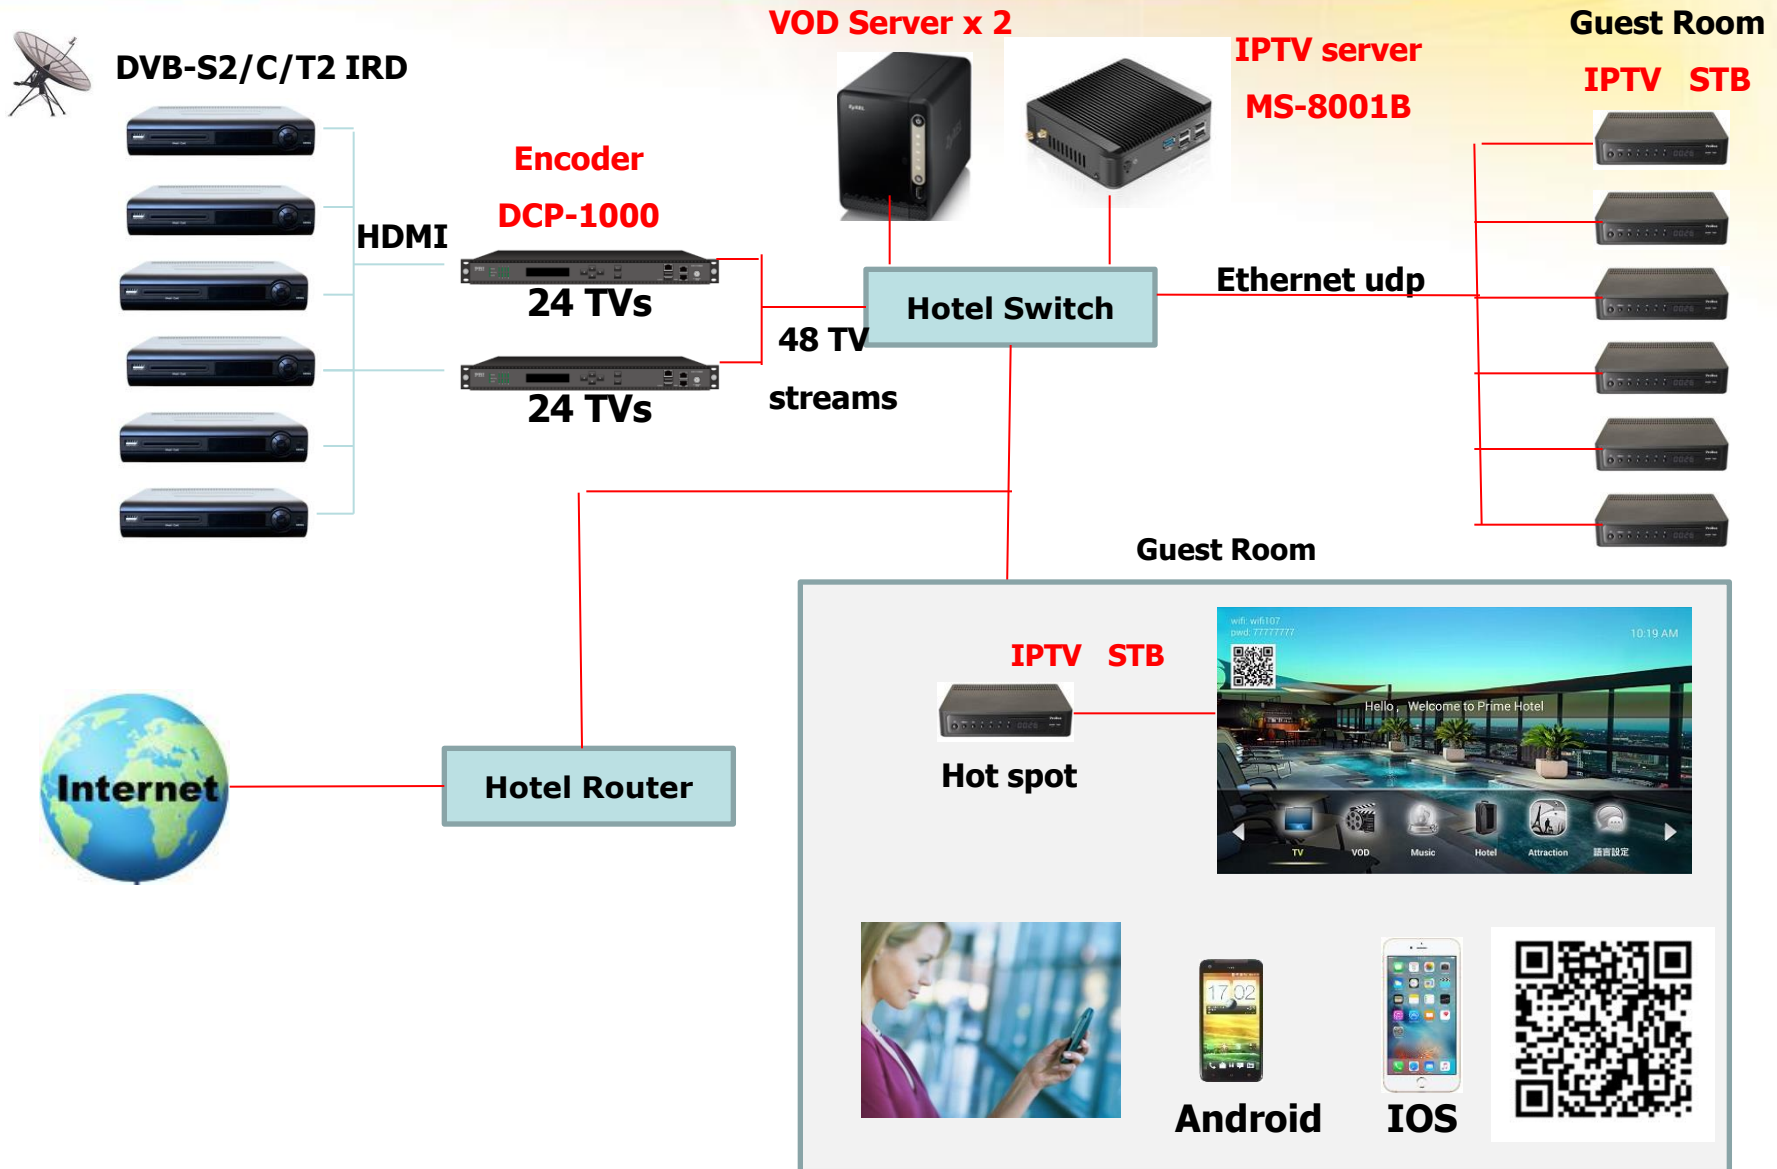 VOD Server x 2
Guest Room
DVB-S2/C/T2 IRD
IPTV server
MS-8001B
IPTV STB
Encoder
DCP-1000
HDMI
24 TVs
Hotel Switch
Ethernet udp
48 TV
streams
24 TVs
Guest Room
wifi: wifi107
pwd: 77777777
10:19 AM
IPTV STB
Hello， Welcome to Prime Hotel
Hot spot
Internet
Hotel Router
TV
VOD
Music
Hotel
Attraction
語言設定
17 02
Android
IOS